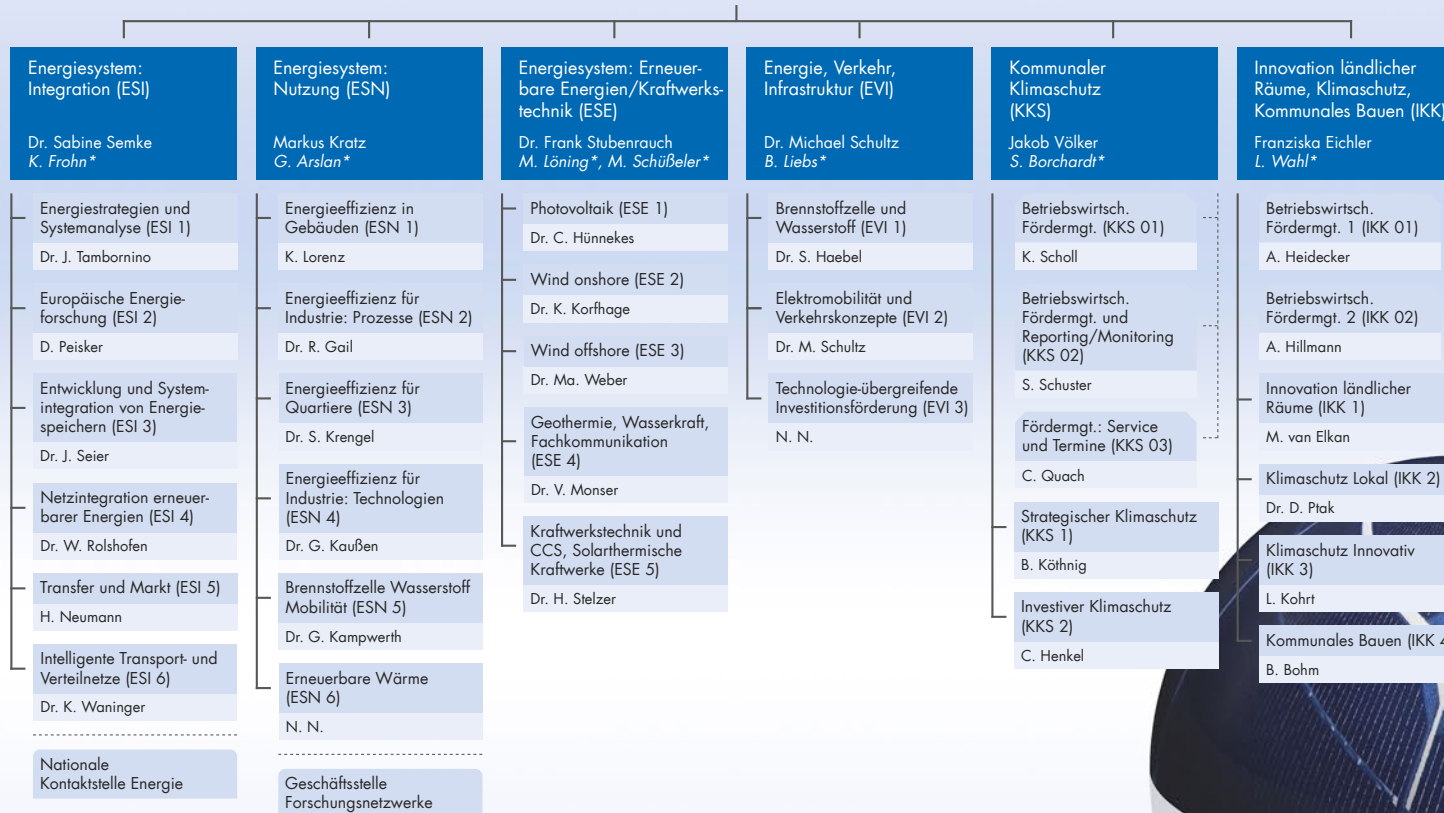 Energiesystem:
Integration (ESI)
Dr. Sabine Semke
K. Frohn*
Energiestrategien und
Systemanalyse (ESI 1)
Dr. J. Tambornino
Europäische Energie-
forschung (ESI 2)
D. Peisker
Entwicklung und System-
integration von Energie-
speichern (ESI 3)
Dr. J. Seier
Netzintegration erneuer-
barer Energien (ESI 4)
Dr. W. Rolshofen
Transfer und Markt (ESI 5)
H. Neumann
Intelligente Transport- und
Verteilnetze (ESI 6)
Dr. K. Waninger
Nationale
Kontaktstelle Energie
Energiesystem:
Nutzung (ESN)
Markus Kratz
G. Arslan*
Energieeffizienz in
Gebäuden (ESN 1)
K. Lorenz
Energieeffizienz für
Industrie: Prozesse (ESN 2)
Dr. R. Gail
Energieeffizienz für
Quartiere (ESN 3)
Dr. S. Krengel
Energieeffizienz für
Industrie: Technologien
(ESN 4)
Dr. G. Kaußen
Brennstoffzelle Wasserstoff
Mobilität (ESN 5)
Dr. G. Kampwerth
Erneuerbare Wärme
(ESN 6)
N. N.
Geschäftsstelle
Forschungsnetzwerke
Energiesystem: Erneuer-
bare Energien/Kraftwerks-
technik (ESE)
Dr. Frank Stubenrauch
M. Löning*, M. Schüßeler*
Photovoltaik (ESE 1)
Dr. C. Hünnekes
Wind onshore (ESE 2)
Dr. K. Korfhage
Wind offshore (ESE 3)
Dr. Ma. Weber
Geothermie, Wasserkraft,
Fachkommunikation
(ESE 4)
Dr. V. Monser
Kraftwerkstechnik und
CCS, Solarthermische
Kraftwerke (ESE 5)
Dr. H. Stelzer
Energie, Verkehr,
Infrastruktur (EVI)
Dr. Michael Schultz
B. Liebs*
Brennstoffzelle und
Wasserstoff (EVI 1)
Dr. S. Haebel
Elektromobilität und
Verkehrskonzepte (EVI 2)
Dr. M. Schultz
Technologie-übergreifende
Investitionsförderung (EVI 3)
N. N.
Kommunaler
Klimaschutz
(KKS)
Jakob Völker
S. Borchardt*
Betriebswirtsch.
Fördermgt. (KKS 01)
K. Scholl
Betriebswirtsch.
Fördermgt. und
Reporting/Monitoring
(KKS 02)
S. Schuster
Fördermgt.: Service
und Termine (KKS 03)
C. Quach
Strategischer Klimaschutz
(KKS 1)
B. Köthnig
Investiver Klimaschutz
(KKS 2)
C. Henkel
Innovation ländlicher
Räume, Klimaschutz,
Kommunales Bauen (IKK)
Franziska Eichler
L. Wahl*
Betriebswirtsch.
Fördermgt. 1 (IKK 01)
A. Heidecker
Betriebswirtsch.
Fördermgt. 2 (IKK 02)
A. Hillmann
Innovation ländlicher
Räume (IKK 1)
M. van Elkan
Klimaschutz Lokal (IKK 2)
Dr. D. Ptak
Klimaschutz Innovativ
(IKK 3)
L. Kohrt
Kommunales Bauen (IKK 4
B. Bohm